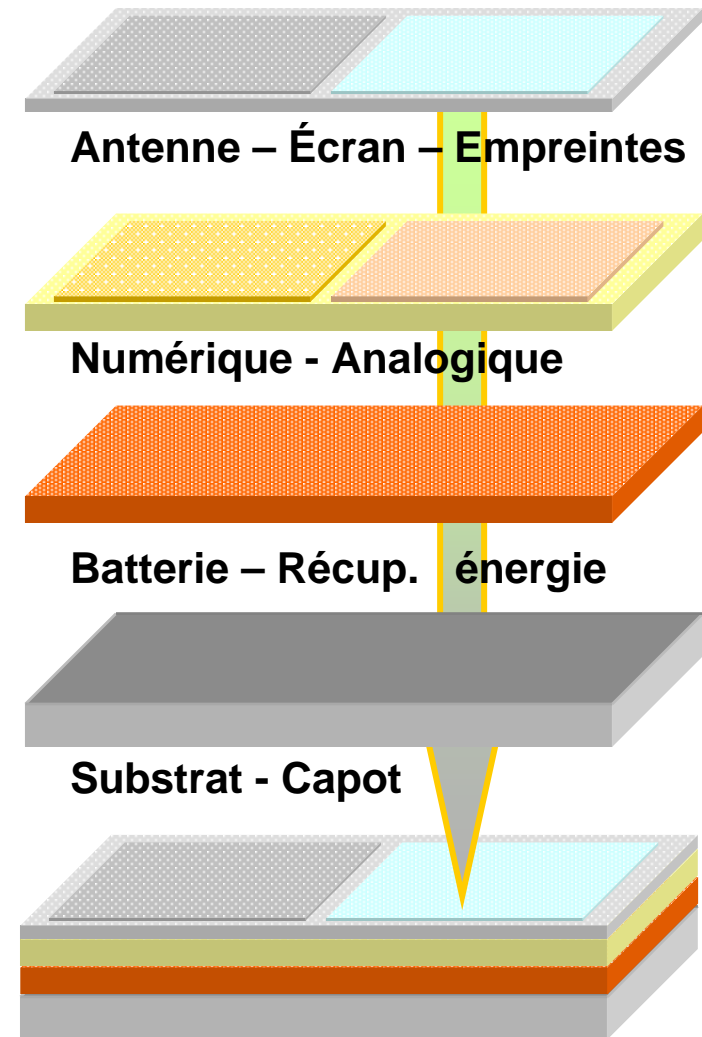 Antenne – Écran – Empreintes
Numérique - Analogique
Batterie – Récup. énergie
Substrat - Capot